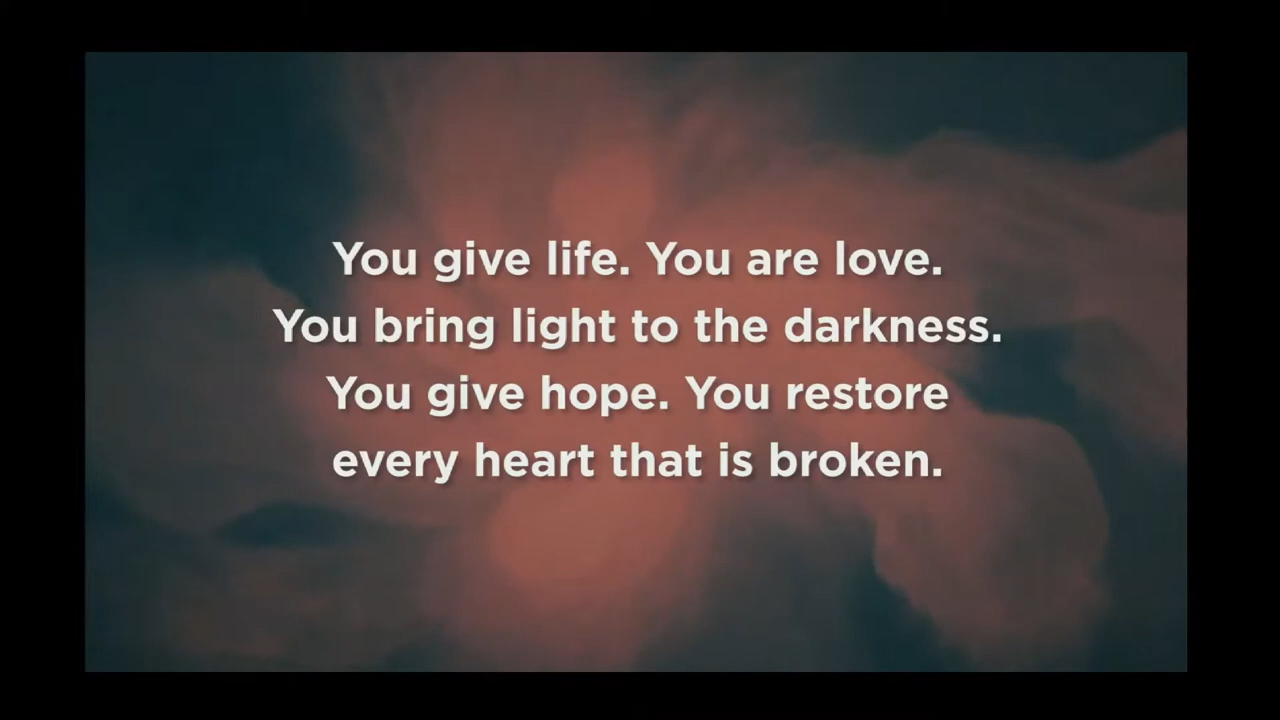 You give life. You are love.
You bring light to the darkness.
You give hope. You restore
every heart that is broken.